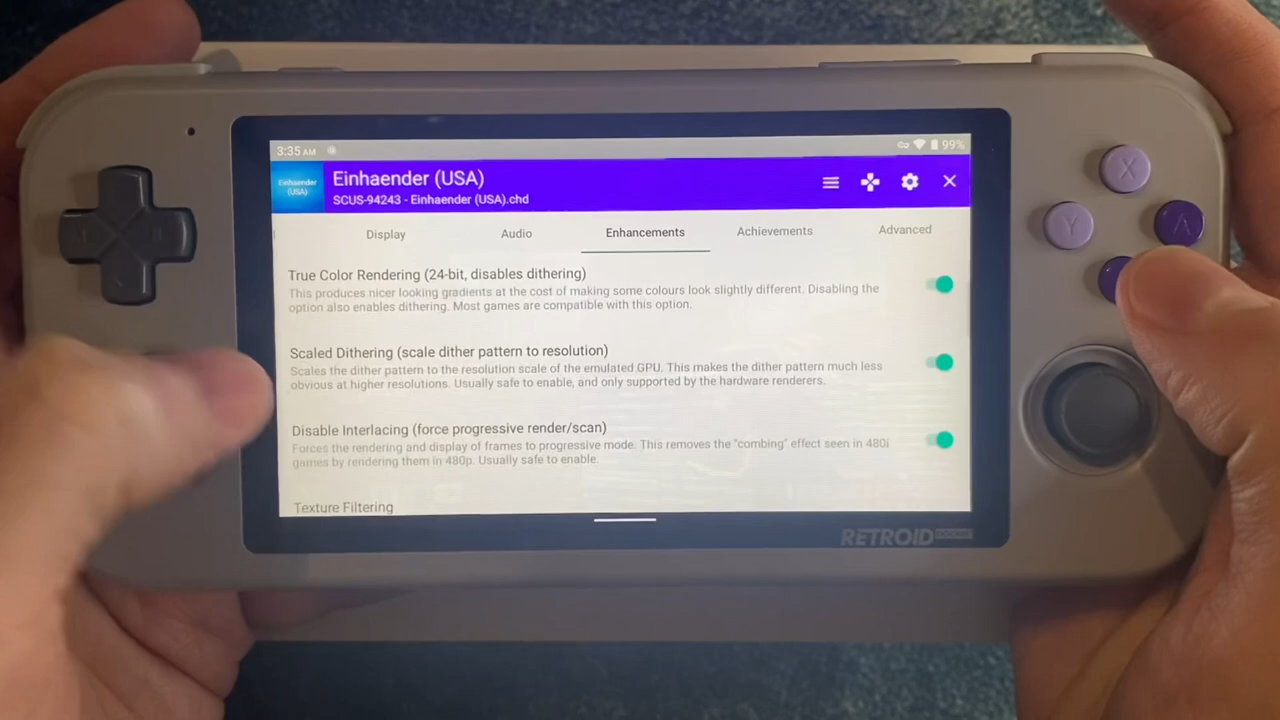 3:35 AM
99%
Einhaender (USA)
Einhaender
(USA)
SCUS-94243 - Einhaender (USA).chd
Display Audio Enhancements Achievements Advanced
True Color Rendering (24-bit, disables dithering)
This produces nicer looking gradients at the cost of making some colours look slightly different. Disabling the
option also enables dithering. Most games are compatible with this option.
Scaled Dithering (scale dither pattern to resolution)
Scales the dither pattern to the resolution scale of the emulated GPU. This makes the dither pattern much less
obvious at higher resolutions. Usually safe to enable, and only supported by the hardware renderers.
Disable Interlacing (force progressive render/scan)
Forces the rendering and display of frames to progressive mode. This removes the "combing" effect seen in 480i
games by rendering them in 480p. Usually safe to enable.
Texture Filtering
RETROID POCKET
X
Y
A